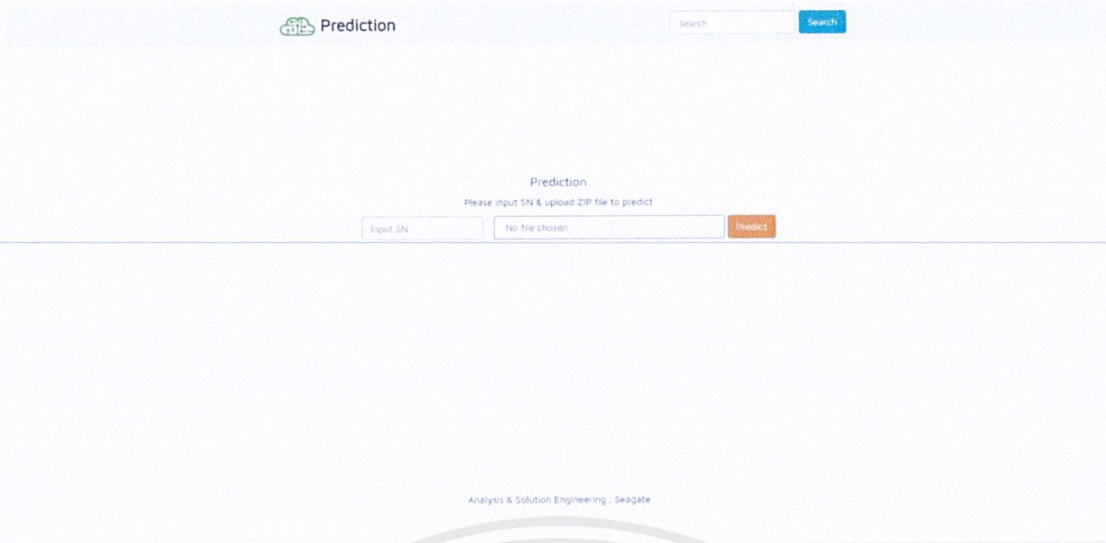 Prediction
Search
Search
Prediction
Please input SN & upload ZIP file to predict
Input SN
No file chosen
Predict
Analysis & Solution Engineering , Seagate